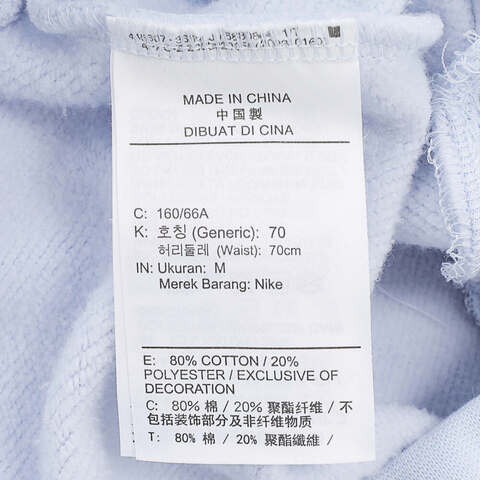 MADE IN CHINA
中国製
DIBUAT DI CINA
C: 160/66A
K: 호칭 (Generic): 70
허리둘레 (Waist): 70cm
IN: Ukuran: M
Merek Barang: Nike
E: 80% COTTON / 20%
POLYESTER / EXCLUSIVE OF
DECORATION
C: 80% 棉 / 20% 聚酯纤维 / 不
包括装饰部分及非纤维物质
T: 80% 棉 / 20% 聚酯纖維 /